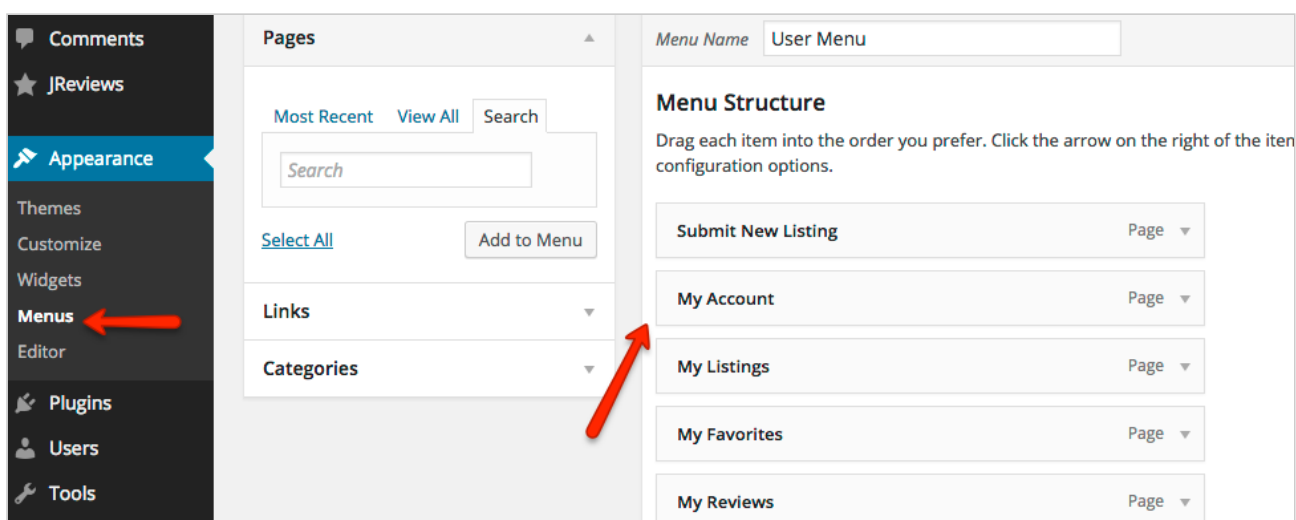 Comments
JReviews
Appearance
Themes
Customize
Widgets
Menus
Editor
Plugins
Users
Tools
Pages
Most Recent View All Search
Search
Select All Add to Menu
Links
Categories
Menu Name User Menu
Menu Structure
Drag each item into the order you prefer. Click the arrow on the right of the
configuration options.
Submit New Listing Page
My Account Page
My Listings Page
My Favorites Page
My Reviews Page